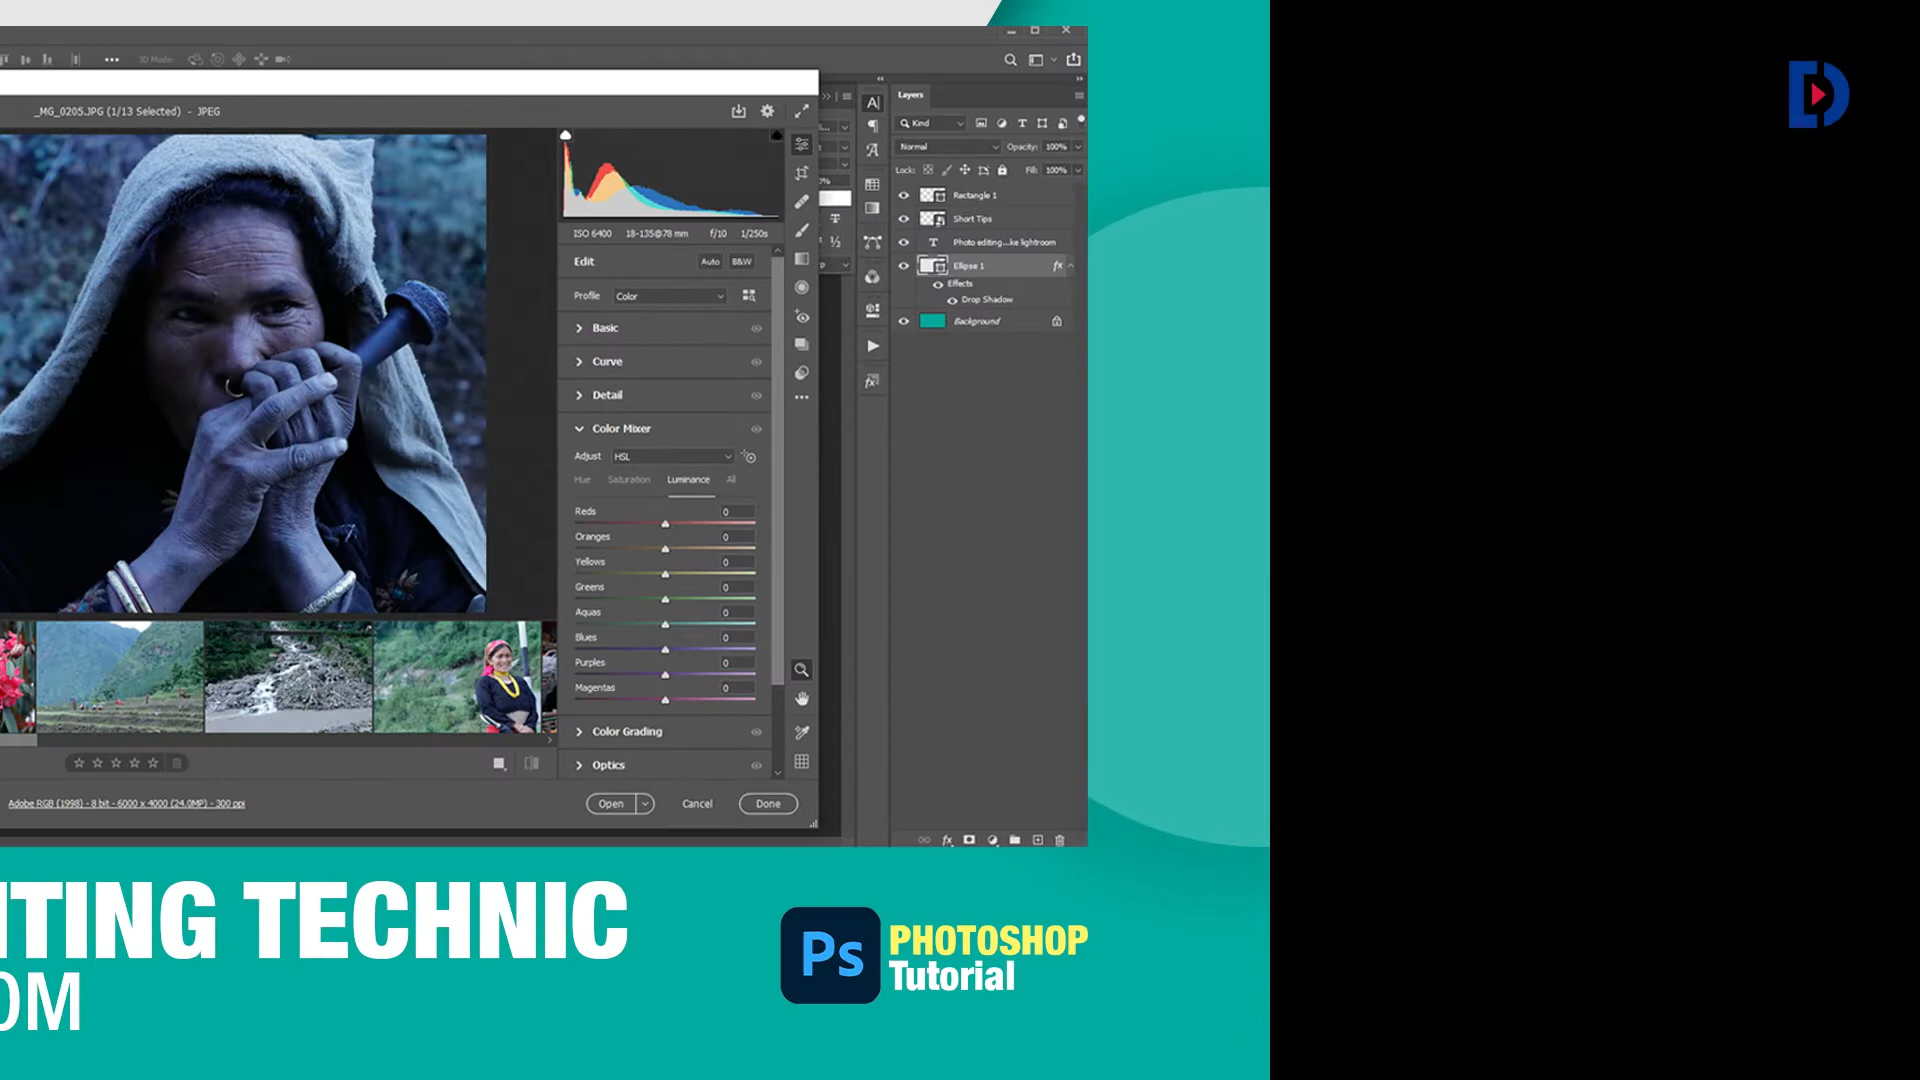 3D Mode:
_MG_0205.JPG (1/13 Selected) - JPEG
Layers
Kind
Normal
Opacity: 100%
Lock:
Fill: 100%
Rectangle 1
Short Tips
Photo editing...ke lightroom
Ellipse 1
fx
Effects
Drop Shadow
Background
ISO 6400 18-135@78 mm f/10 1/250s
Edit Auto B&W
Profile Color
Basic
Curve
Detail
Color Mixer
Adjust HSL
Hue Saturation Luminance All
Reds 0
Oranges 0
Yellows 0
Greens 0
Aquas 0
Blues 0
Purples 0
Magentas 0
Color Grading
Optics
Adobe RGB (1998) - 8 bit - 6000 x 4000 (24.0MP) - 300 ppi
Open Cancel Done
ITING TECHNIC
OM
Ps
PHOTOSHOP
Tutorial